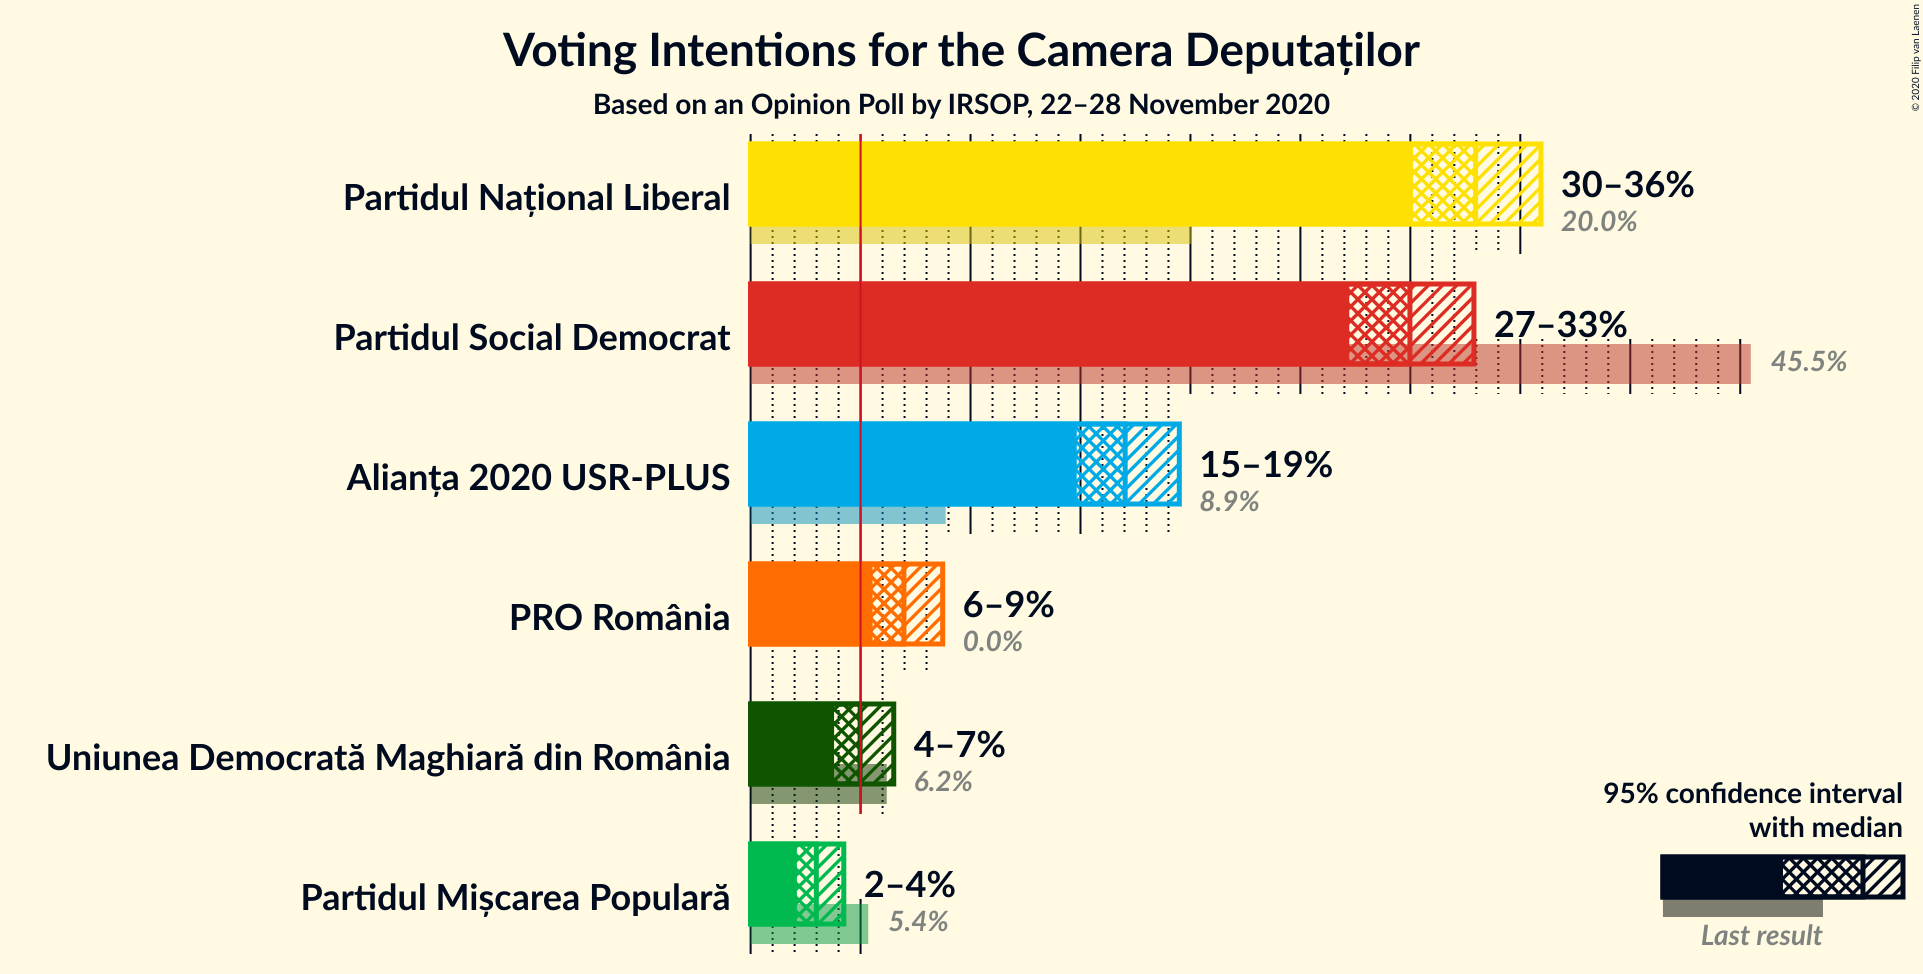 Voting Intentions for the Camera Deputaților
Based on an Opinion Poll by IRSOP, 22–28 November 2020
© 2020 Filip van Laenen
Partidul Național Liberal
30–36%
20.0%
Partidul Social Democrat
27–33%
45.5%
Alianța 2020 USR-PLUS
15–19%
8.9%
PRO România
6–9%
0.0%
Uniunea Democrată Maghiară din România
4–7%
6.2%
Partidul Mișcarea Populară
2–4%
5.4%
95% confidence interval
with median
Last result